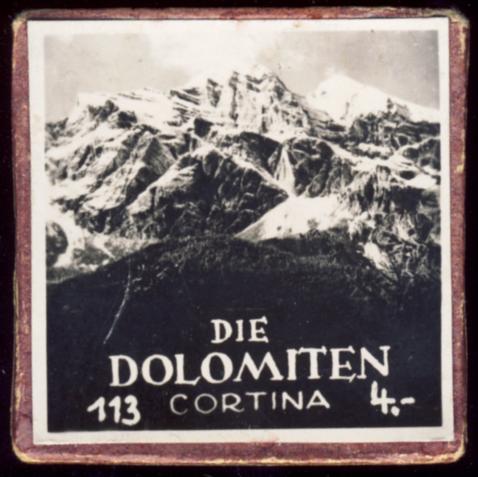 DIE
DOLOMITEN
113 CORTINA 4.-